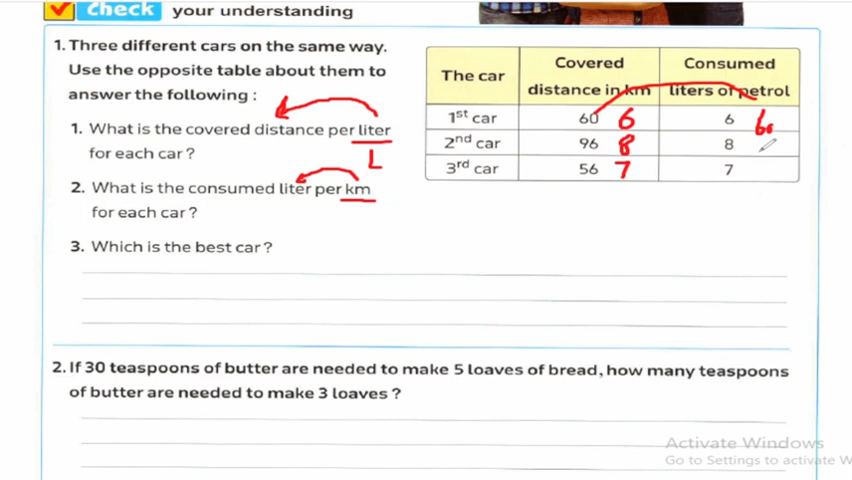 Check your understanding
1. Three different cars on the same way.
Use the opposite table about them to
answer the following :
1. What is the covered distance per liter
for each car ?
L
2. What is the consumed liter per km
for each car ?
3. Which is the best car ?
The car Covered distance in km Consumed liters of petrol
1st car 60 6 6 60
2nd car 96 8 8
3rd car 56 7 7
2. If 30 teaspoons of butter are needed to make 5 loaves of bread, how many teaspoons
of butter are needed to make 3 loaves ?
Activate Windows
Go to Settings to activate W